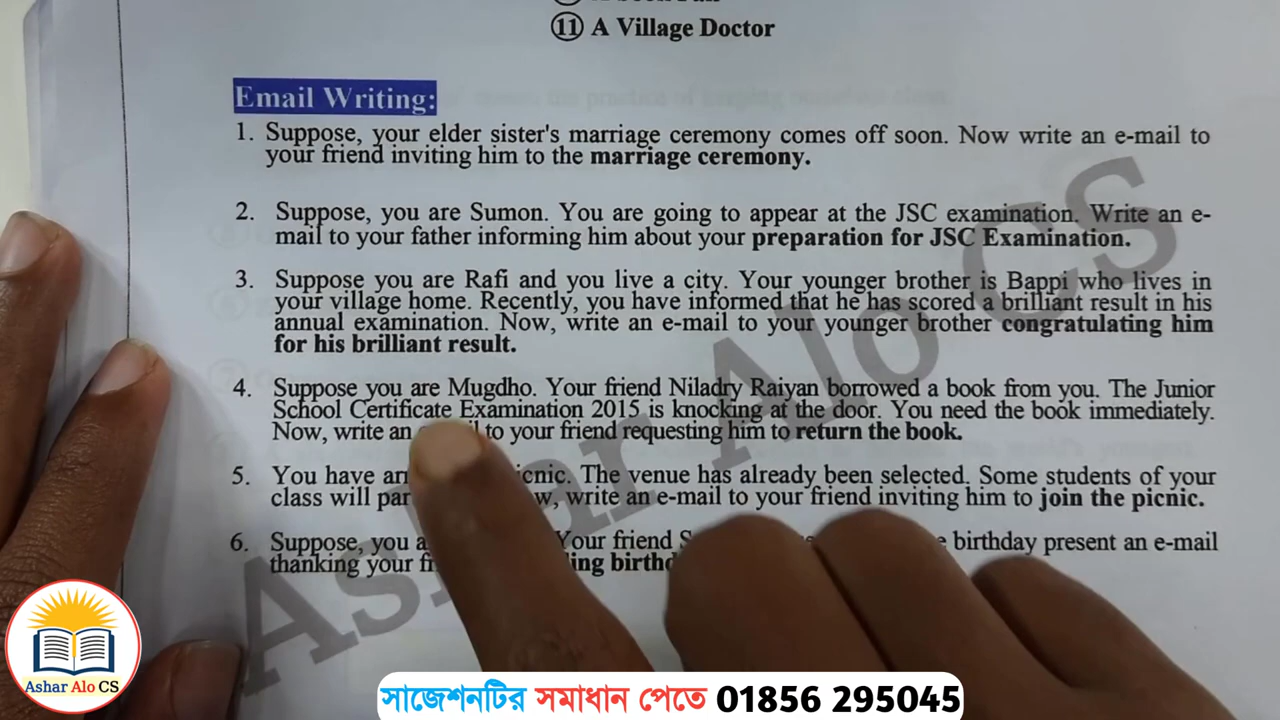 ⑪ A Village Doctor
Email Writing:
1. Suppose, your elder sister's marriage ceremony comes off soon. Now write an e-mail to
your friend inviting him to the marriage ceremony.
2. Suppose, you are Sumon. You are going to appear at the JSC examination. Write an e-
mail to your father informing him about your preparation for JSC Examination.
3. Suppose you are Rafi and you live a city. Your younger brother is Bappi who lives in
your village home. Recently, you have informed that he has scored a brilliant result in his
annual examination. Now, write an e-mail to your younger brother congratulating him
for his brilliant result.
4. Suppose you are Mugdho. Your friend Niladry Raiyan borrowed a book from you. The Junior
School Certificate Examination 2015 is knocking at the door. You need the book immediately.
Now, write an to your friend requesting him to return the book.
5. You have The venue has already been selected. Some students of your
class will write an e-mail to your friend inviting him to join the picnic.
6. Suppose, you Your friend birthday present an e-mail
thanking your
Ashar Alo CS
Ashar Alo CS
সাজেশনটির সমাধান পেতে 01856 295045